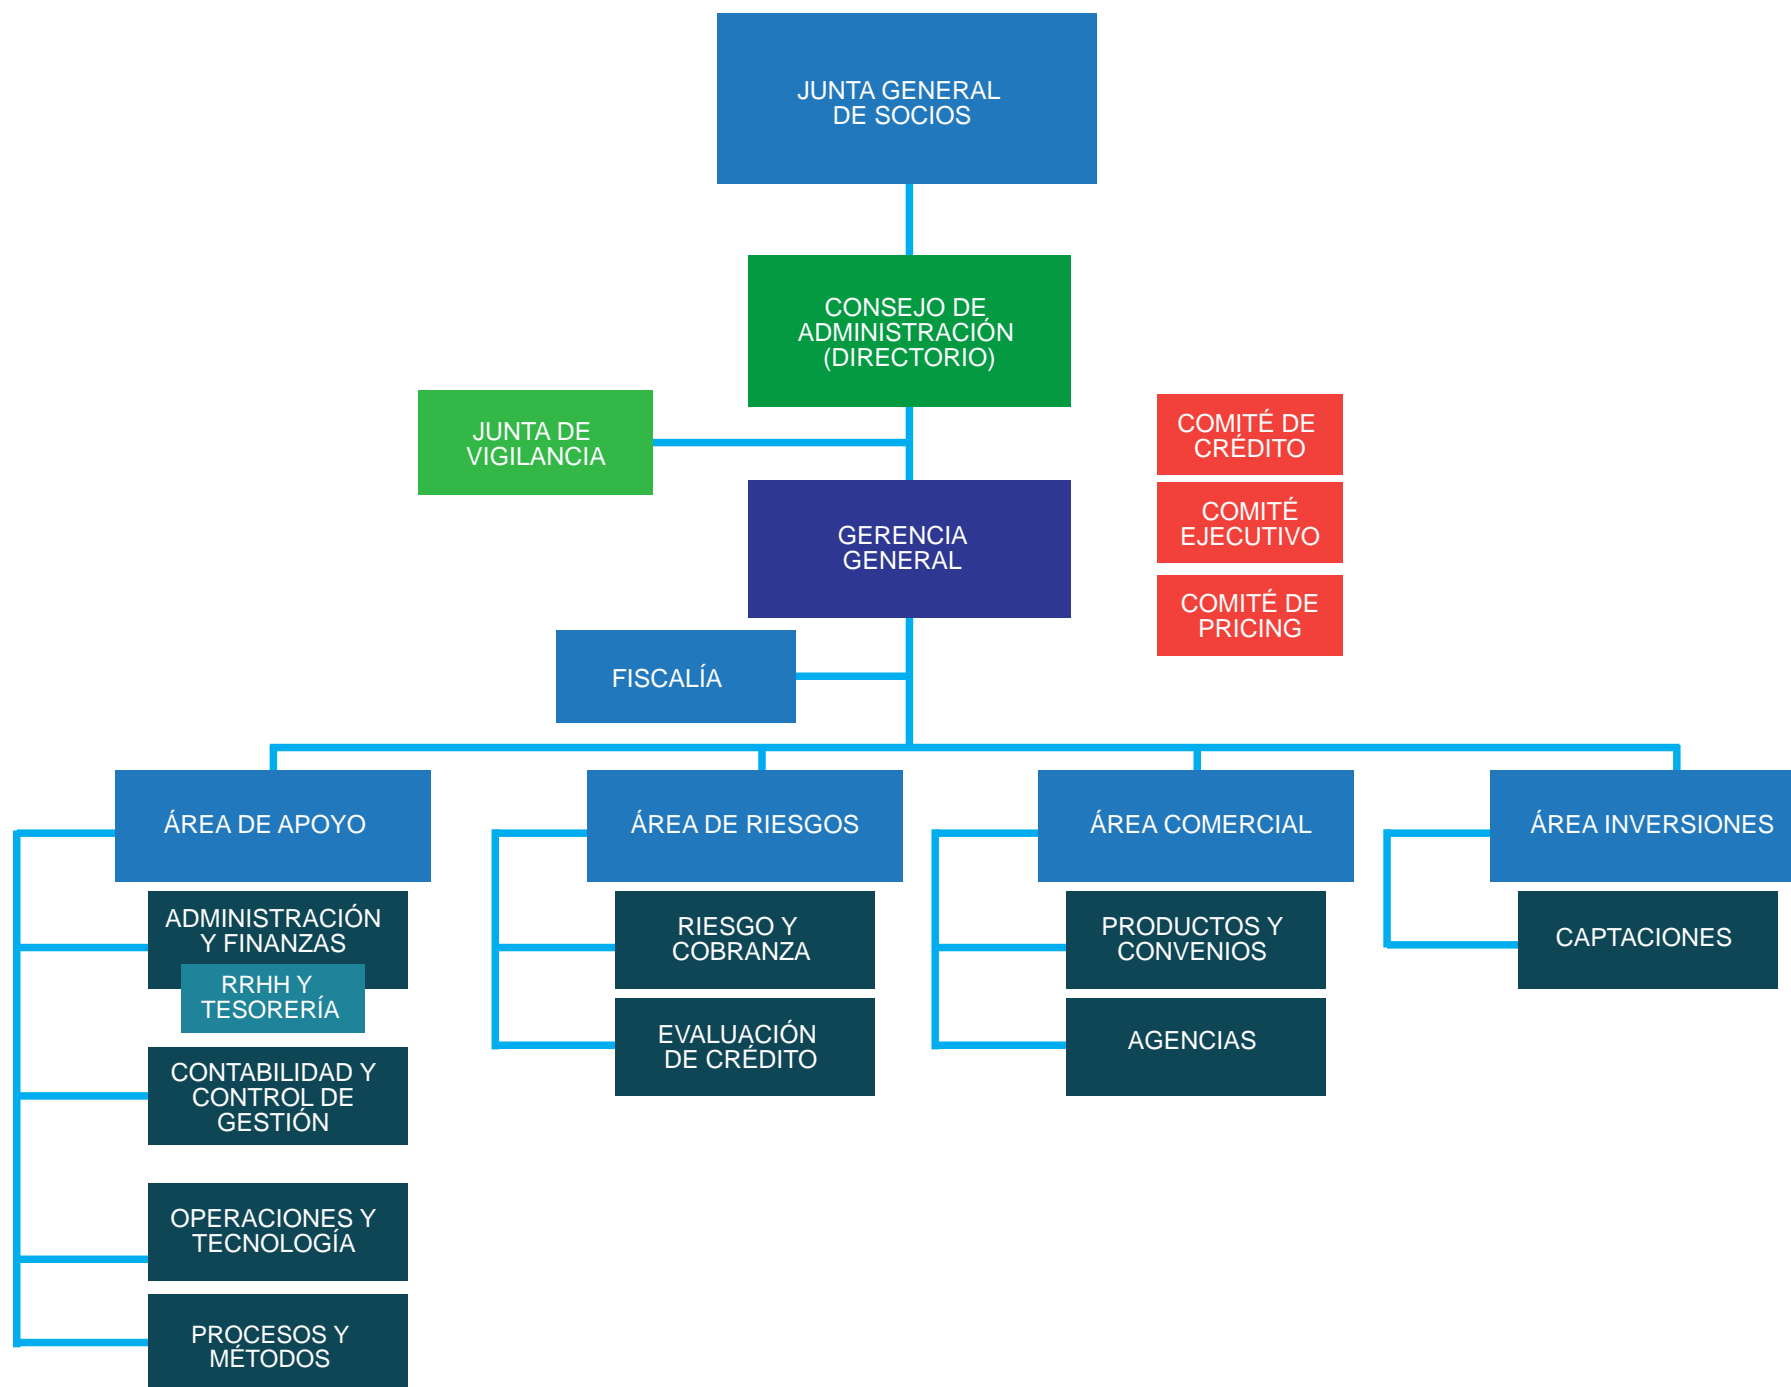 JUNTA GENERAL
DE SOCIOS
CONSEJO DE
ADMINISTRACIÓN
(DIRECTORIO)
JUNTA DE
VIGILANCIA
COMITÉ DE
CRÉDITO
COMITÉ
EJECUTIVO
COMITÉ DE
PRICING
GERENCIA
GENERAL
FISCALÍA
ÁREA DE APOYO
ADMINISTRACIÓN
Y FINANZAS
RRHH Y
TESORERÍA
CONTABILIDAD Y
CONTROL DE
GESTIÓN
OPERACIONES Y
TECNOLOGÍA
PROCESOS Y
MÉTODOS
ÁREA DE RIESGOS
RIESGO Y
COBRANZA
EVALUACIÓN
DE CRÉDITO
ÁREA COMERCIAL
PRODUCTOS Y
CONVENIOS
AGENCIAS
ÁREA INVERSIONES
CAPTACIONES